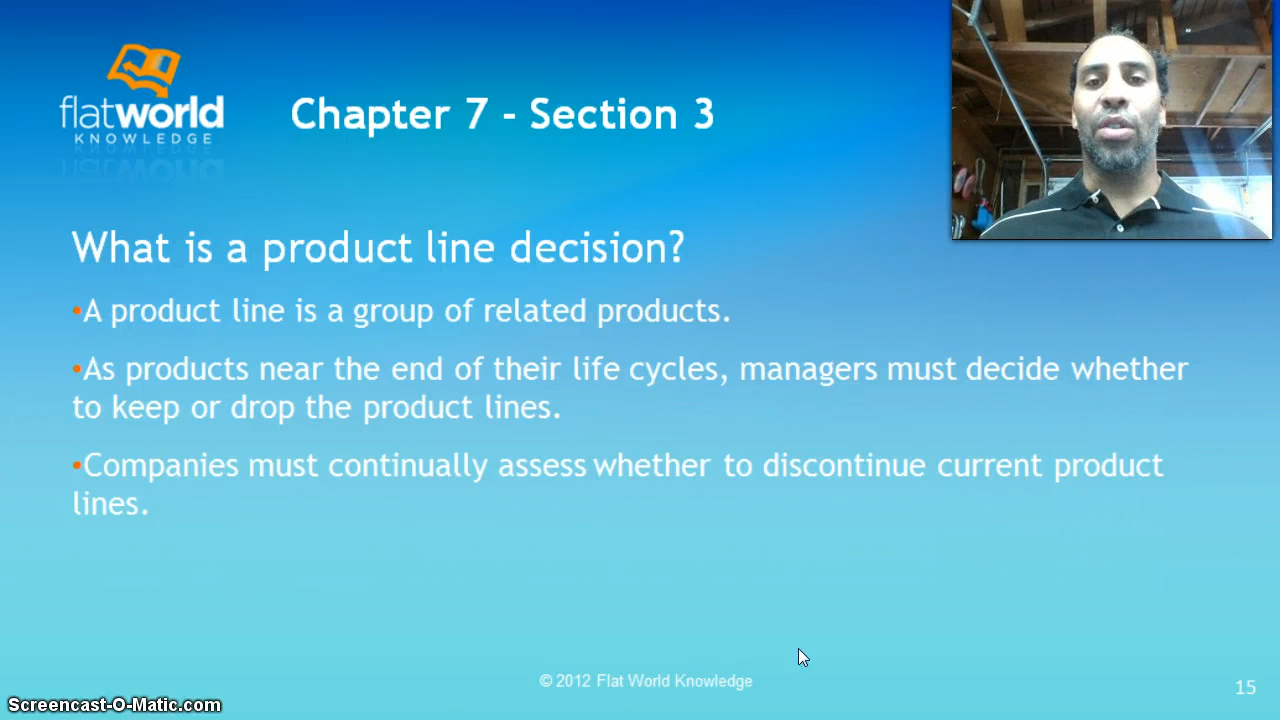 flatworld
KNOWLEDGE
Chapter 7 - Section 3
What is a product line decision?
•A product line is a group of related products.
•As products near the end of their life cycles, managers must decide whether
to keep or drop the product lines.
•Companies must continually assess whether to discontinue current product
lines.
© 2012 Flat World Knowledge
15
Screencast-O-Matic.com